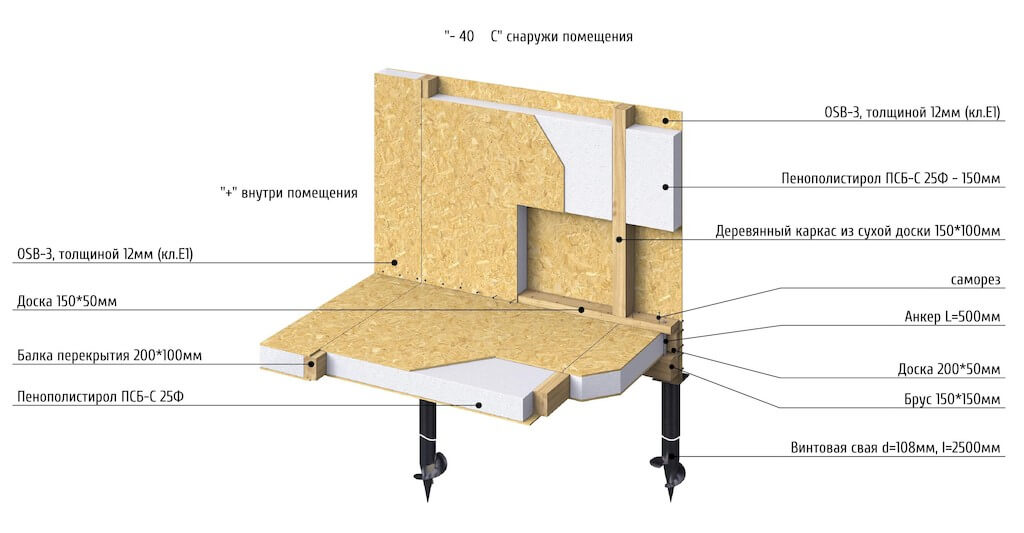 "- 40 С" снаружи помещения
OSB-3, толщиной 12мм (кл.Е1)
Пенополистирол ПСБ-С 25Ф - 150мм
"+" внутри помещения
Деревянный каркас из сухой доски 150*100мм
OSB-3, толщиной 12мм (кл.Е1)
саморез
Доска 150*50мм
Анкер L=500мм
Балка перекрытия 200*100мм
Доска 200*50мм
Пенополистирол ПСБ-С 25Ф
Брус 150*150мм
Винтовая свая d=108мм, l=2500мм